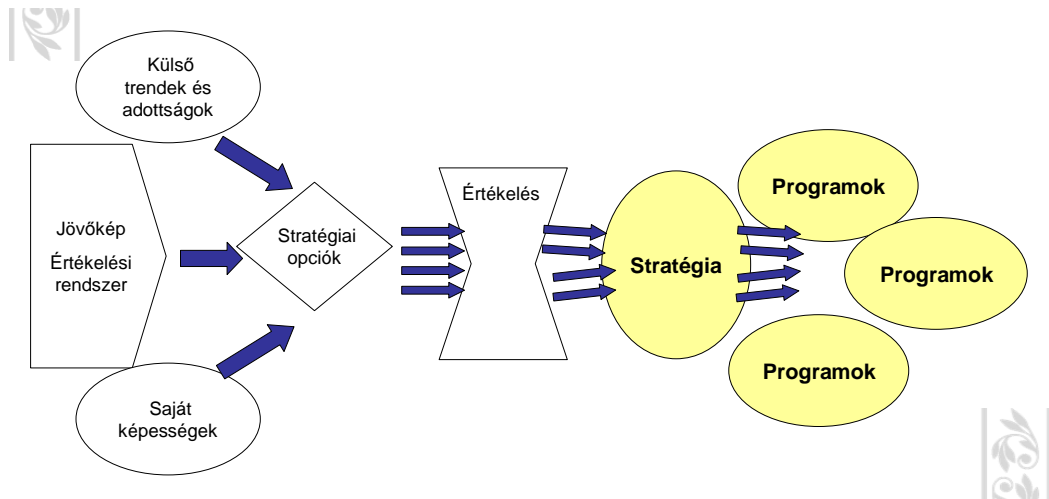 Külső
trendek és
adottságok
Jövőkép
Értékelési
rendszer
Saját
képességek
Stratégiai
opciók
Értékelés
Stratégia
Programok
Programok
Programok